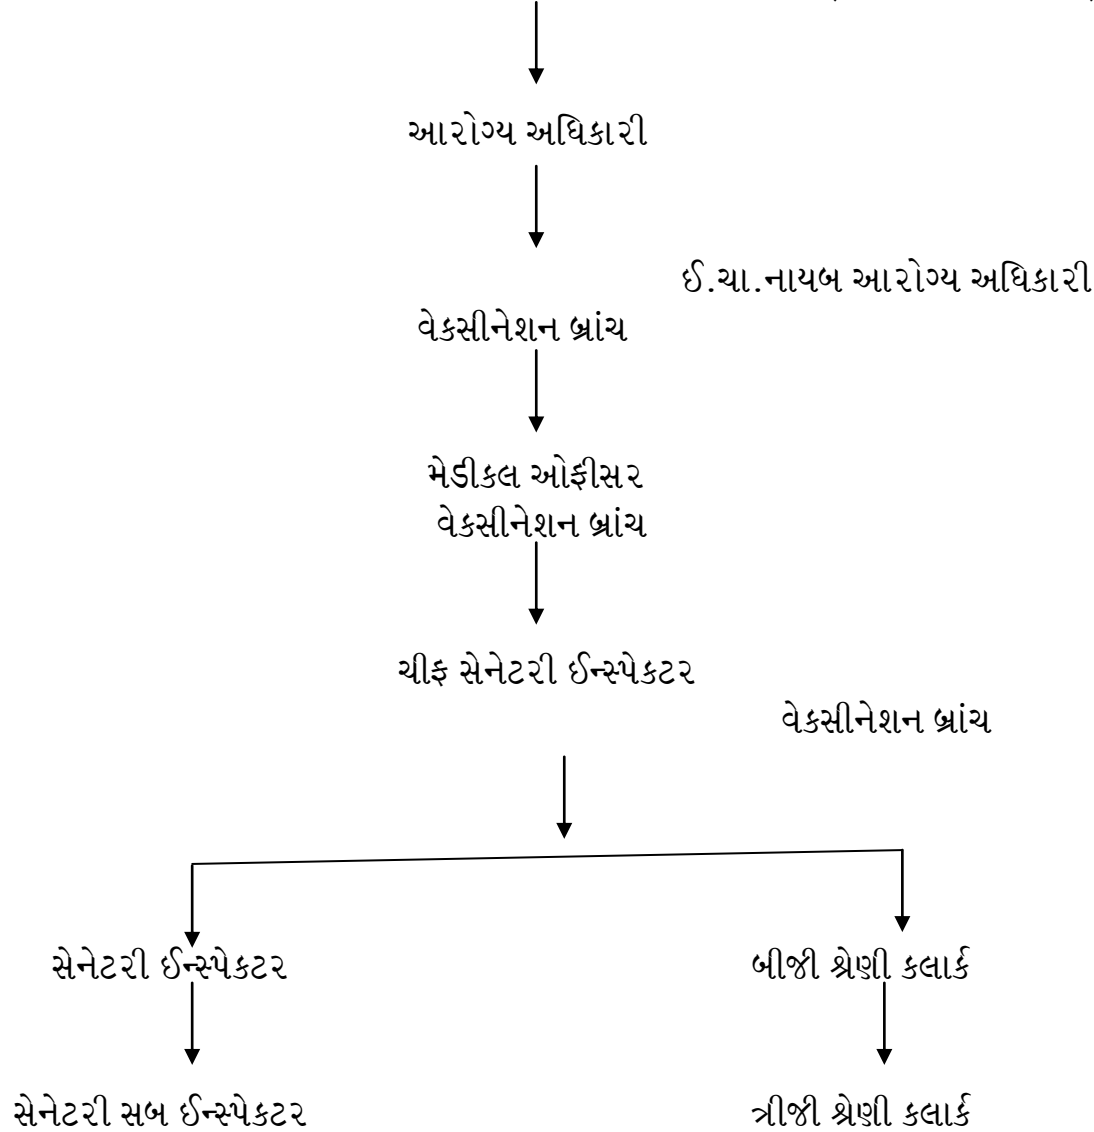 આરોગ્ય અધિકારી
ઈ.ચા.નાયબ આરોગ્ય અધિકારી
વેકસીનેશન બ્રાંચ
મેડીકલ ઓફીસર
વેકસીનેશન બ્રાંચ
ચીફ સેનેટરી ઈન્સ્પેકટર
વેકસીનેશન બ્રાંચ
સેનેટરી ઈન્સ્પેકટર
બીજી શ્રેણી કલાર્ક
સેનેટરી સબ ઈન્સ્પેકટર
ત્રીજી શ્રેણી કલાર્ક